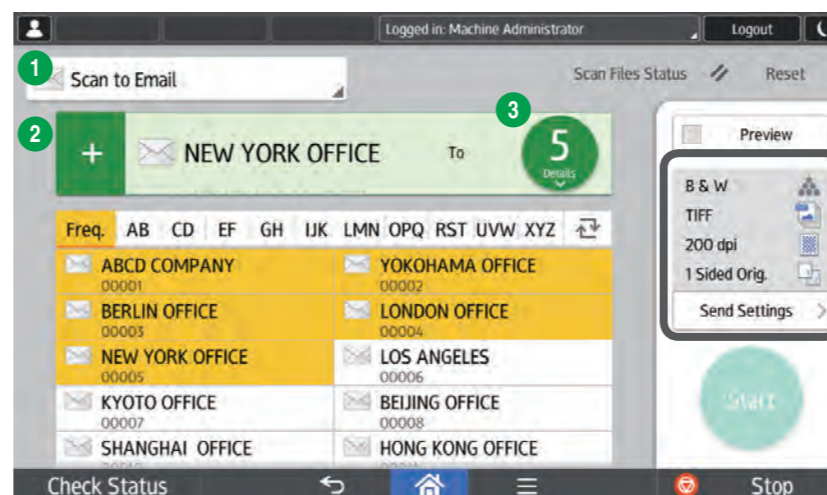 Logged in: Machine Administrator
Logout
1
Scan to Email
Scan Files Status
Reset
2
+
NEW YORK OFFICE
To
3
5
Details
Preview
B & W
TIFF
200 dpi
1 Sided Orig.
Send Settings
Freq. AB CD EF GH IJK LMN OPQ RST UVW XYZ
ABCD COMPANY
00001
YOKOHAMA OFFICE
00002
BERLIN OFFICE
00003
LONDON OFFICE
00004
NEW YORK OFFICE
00005
LOS ANGELES
00006
KYOTO OFFICE
00007
BEIJING OFFICE
00008
SHANGHAI OFFICE
HONG KONG OFFICE
Start
Check Status
Stop